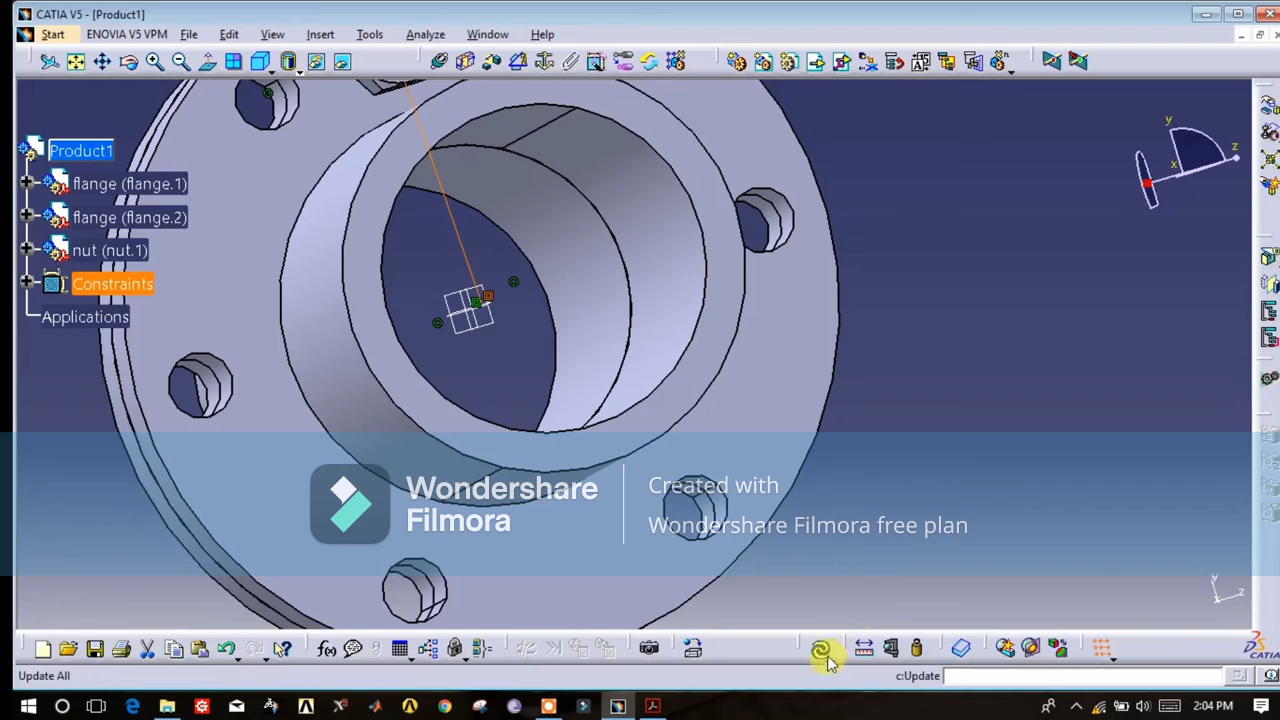 CATIA V5 - [Product1]
Start ENOVIA V5 VPM File Edit View Insert Tools Analyze Window Help
Product1
flange (flange.1)
flange (flange.2)
nut (nut.1)
Constraints
Applications
y
z
x
Wondershare
Filmora
Created with
Wondershare Filmora free plan
y
z
x
f(x)
CATIA
Update All
c:Update
2:04 PM